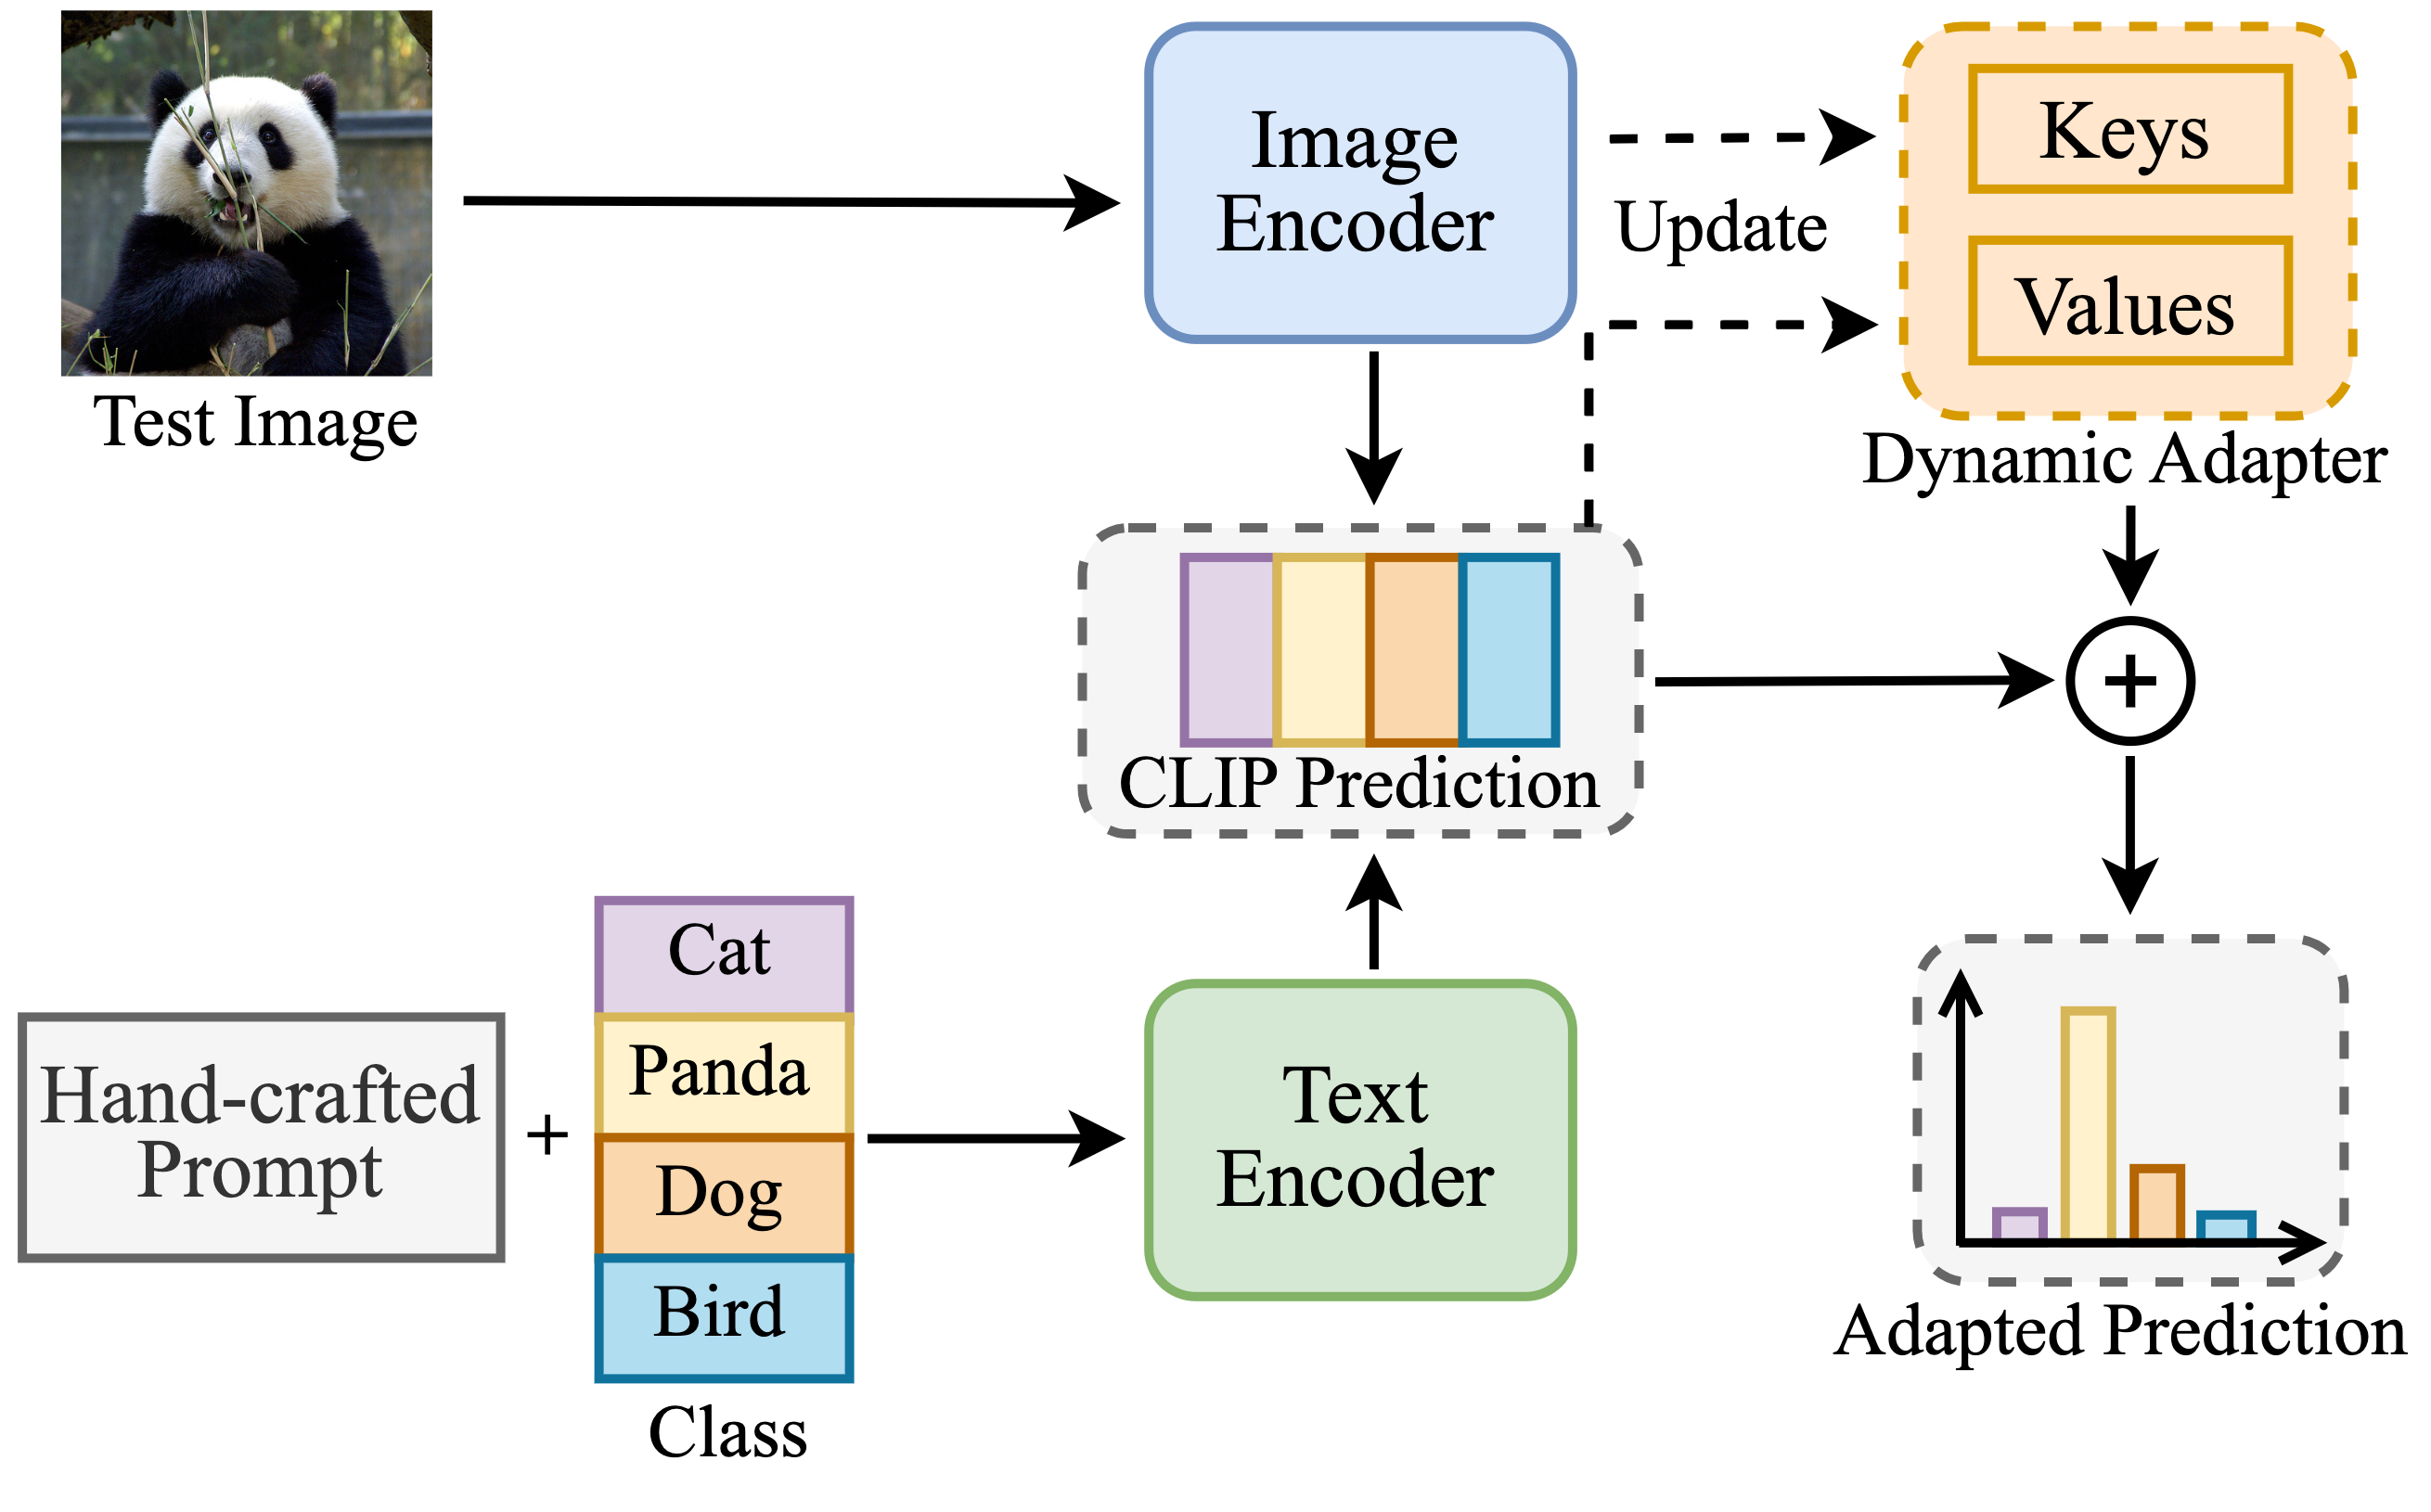 Test Image
Image
Encoder
Update
Keys
Values
Dynamic Adapter
CLIP Prediction
+
Hand-crafted
Prompt
+
Cat
Panda
Dog
Bird
Class
Text
Encoder
Adapted Prediction